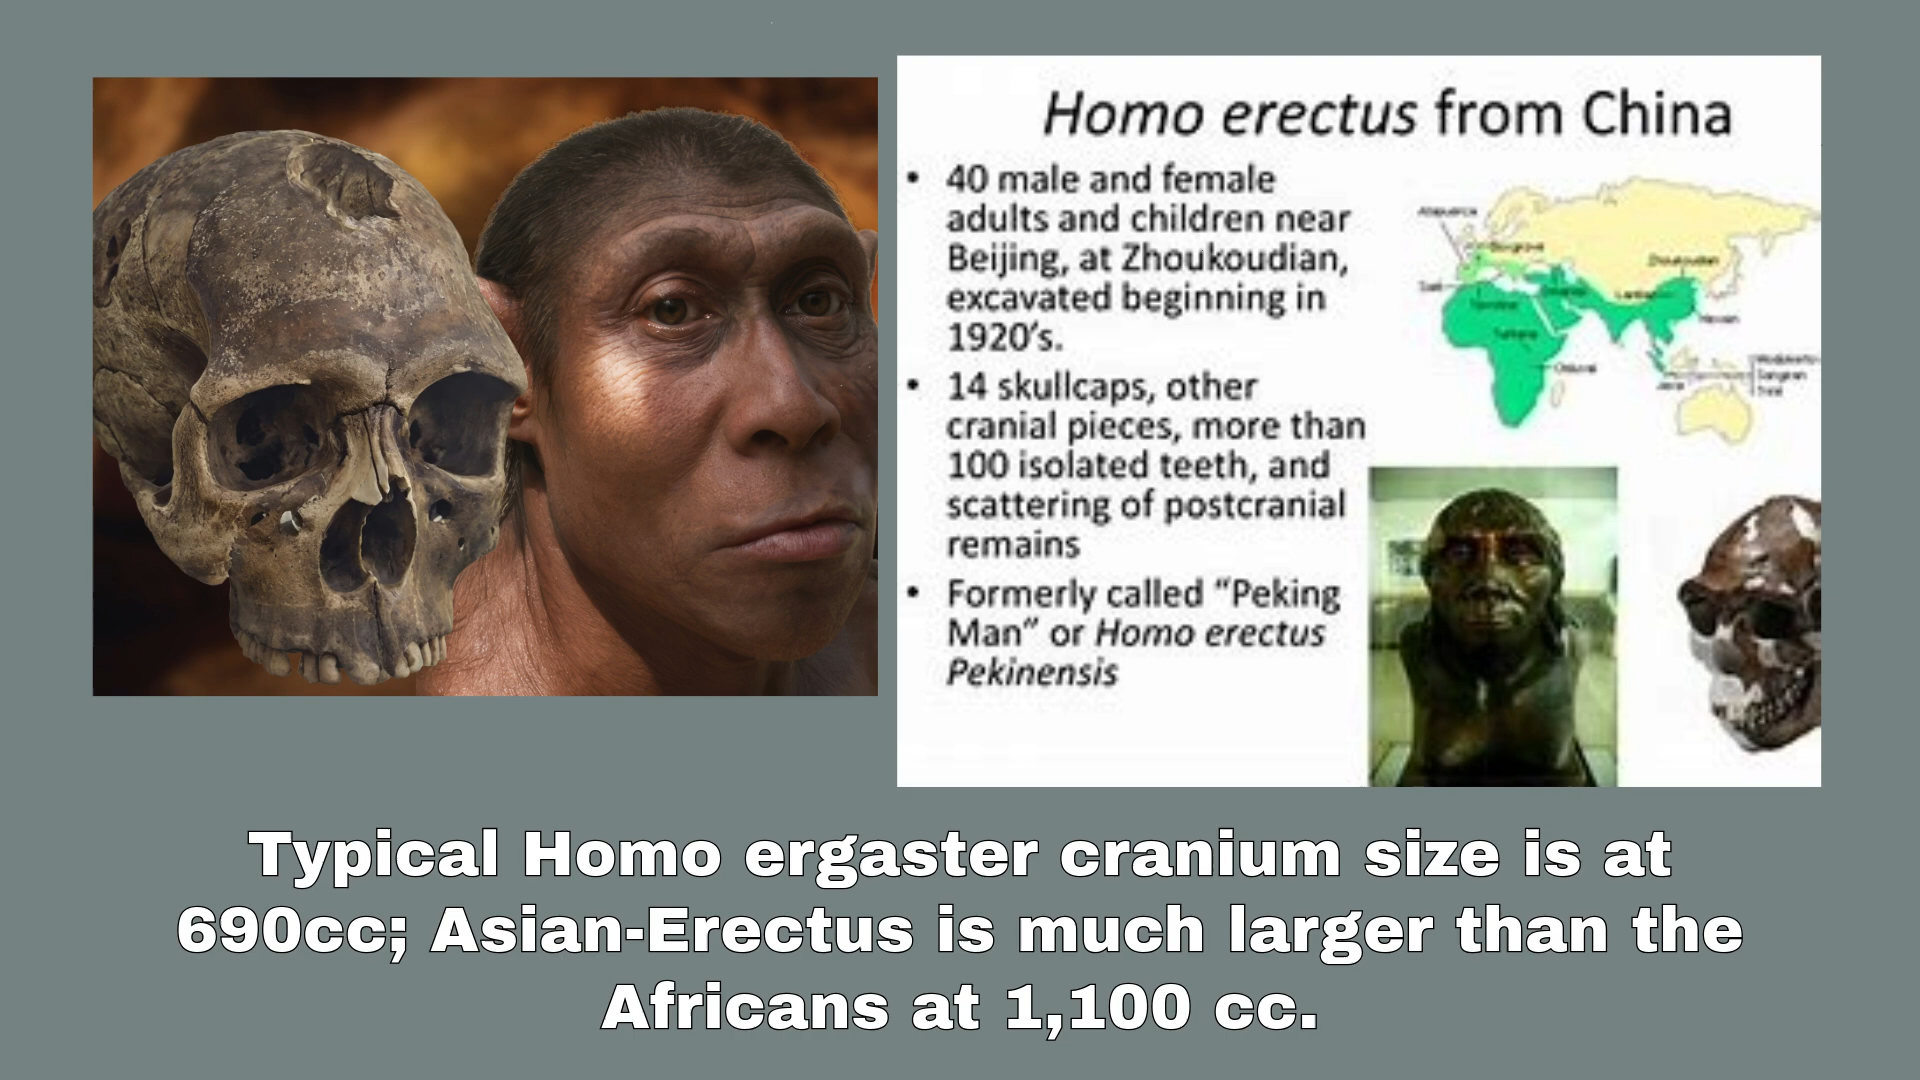 Homo erectus from China
• 40 male and female
adults and children near
Beijing, at Zhoukoudian,
excavated beginning in
1920's.
• 14 skullcaps, other
cranial pieces, more than
100 isolated teeth, and
scattering of postcranial
remains
• Formerly called “Peking
Man” or Homo erectus
Pekinensis
Zhoukoudian
Typical Homo ergaster cranium size is at
690cc; Asian-Erectus is much larger than the
Africans at 1,100 cc.